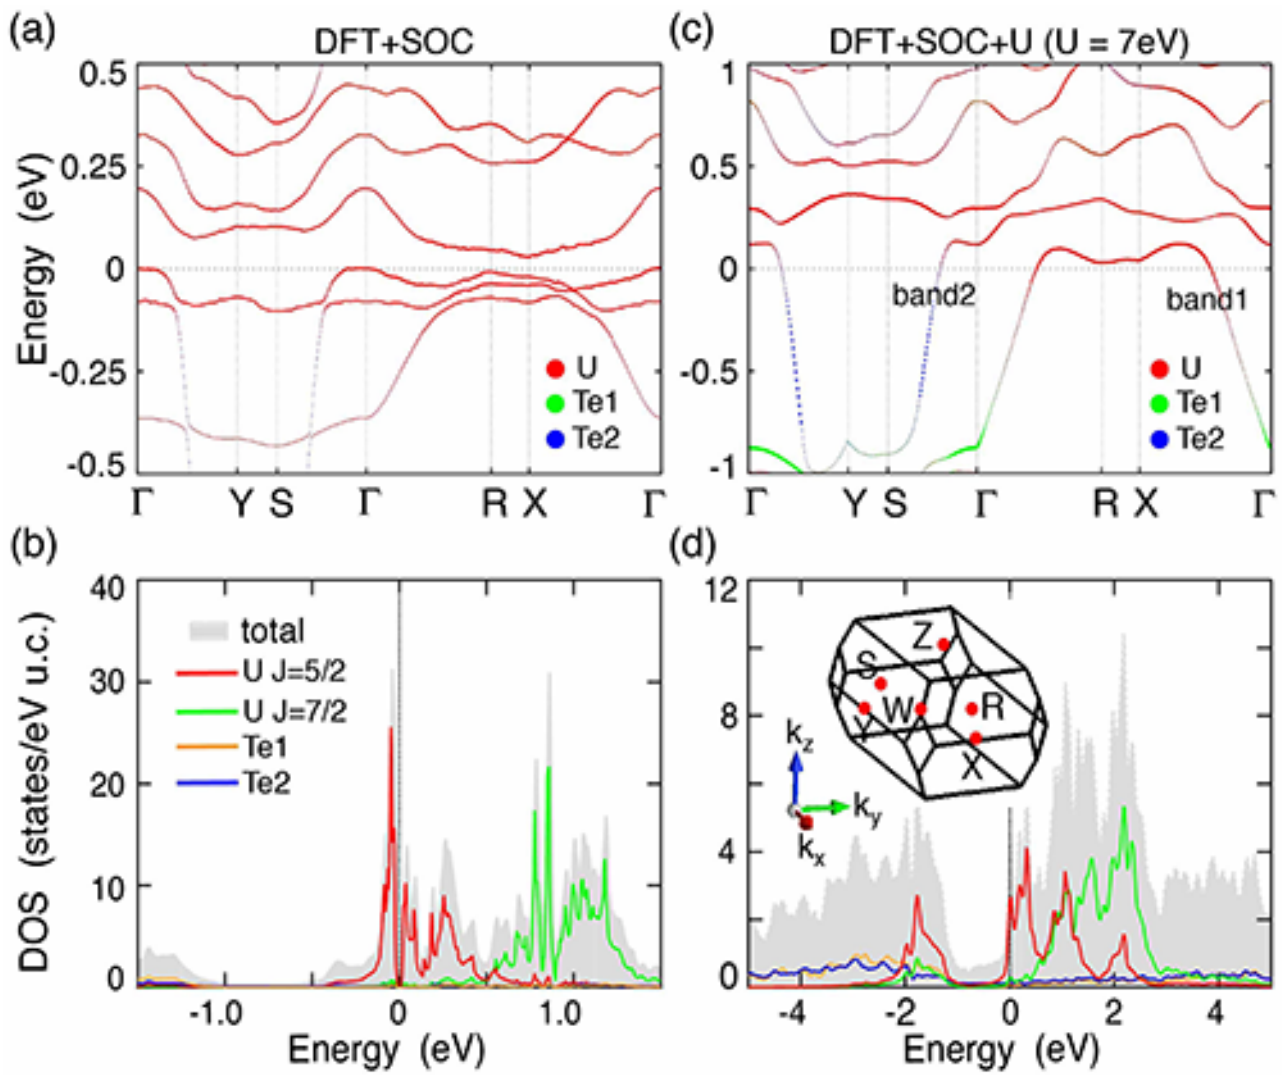 (a)
DFT+SOC
Energy (eV)
0.5
0.25
0
-0.25
-0.5
U
Te1
Te2
Γ Y S Γ R X Γ
(c)
DFT+SOC+U (U = 7eV)
1
0.5
0
-0.5
-1
band2
band1
U
Te1
Te2
Γ Y S Γ R X Γ
(b)
DOS (states/eV u.c.)
40
30
20
10
0
total
U J=5/2
U J=7/2
Te1
Te2
-1.0 0 1.0
Energy (eV)
(d)
12
8
4
0
Z
S
Y
W
R
X
kz
ky
kx
-4 -2 0 2 4
Energy (eV)